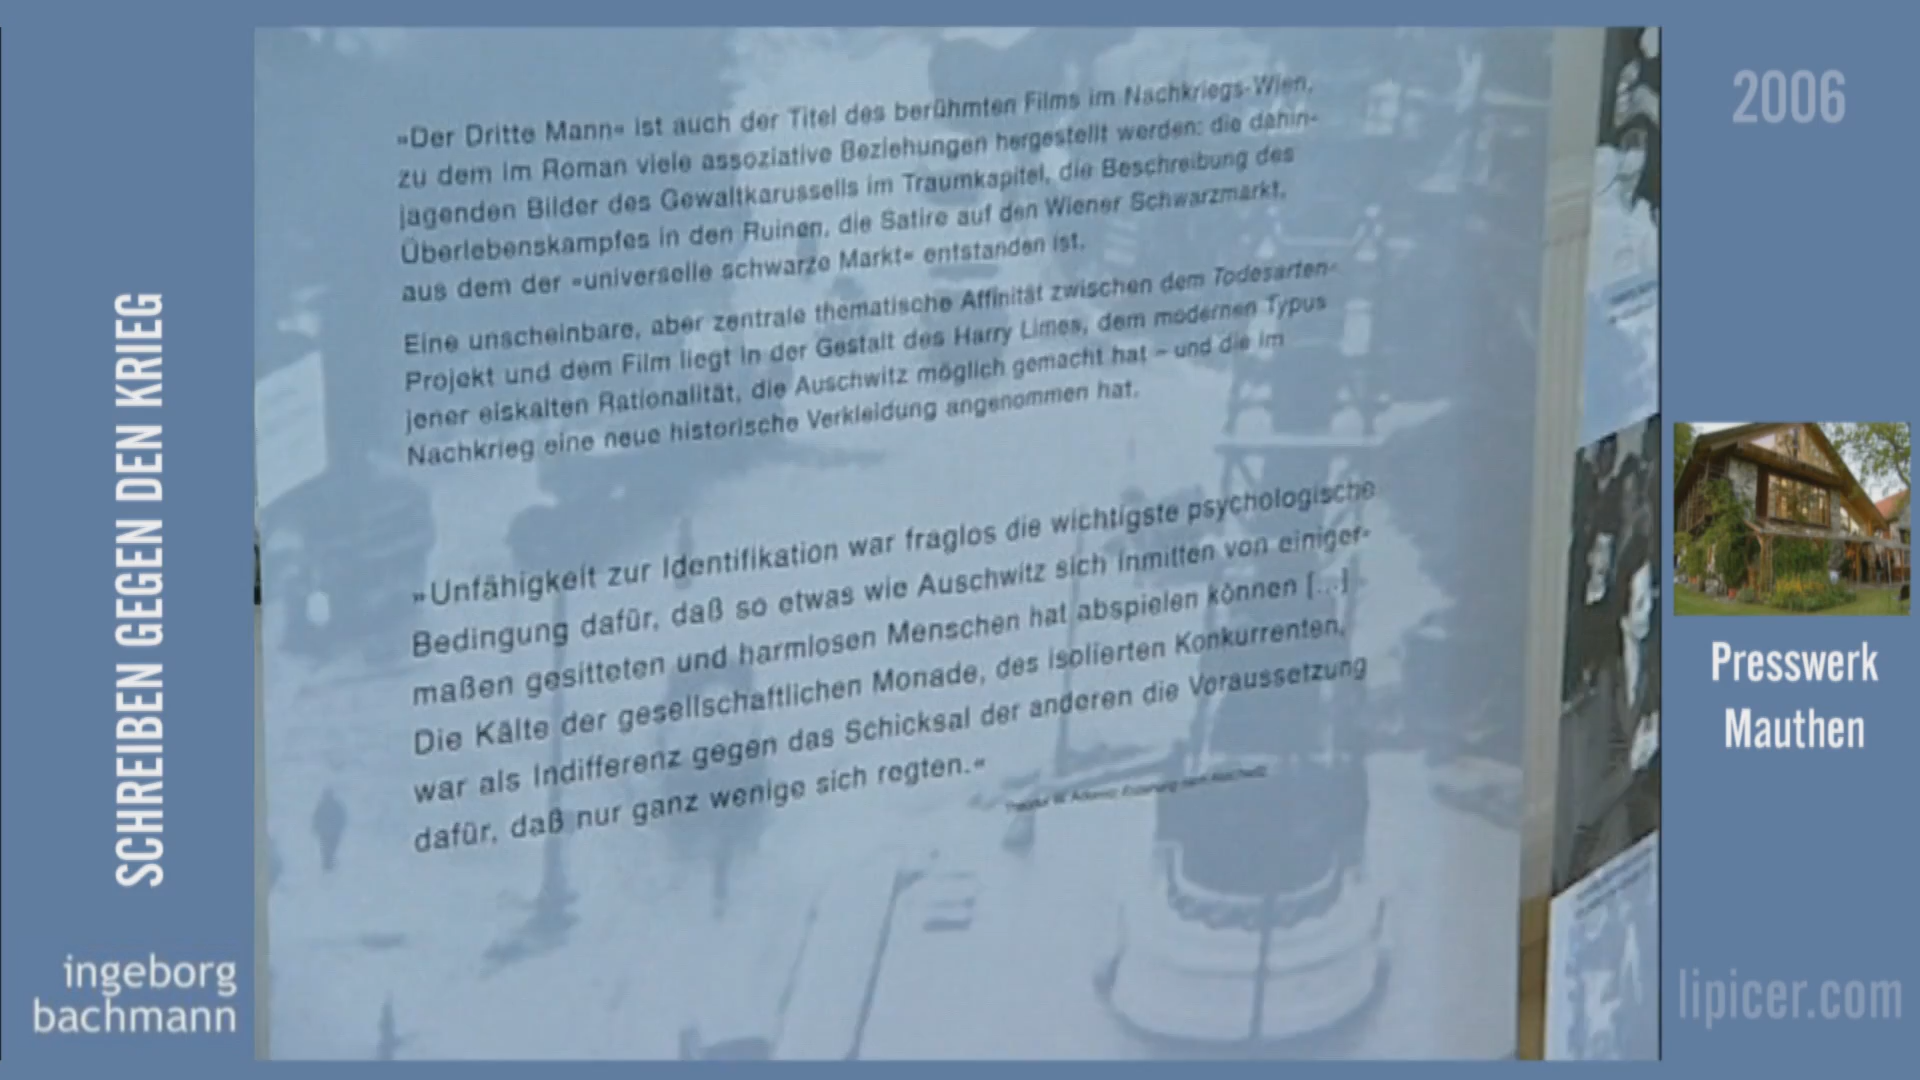 »Der Dritte Mann« ist auch der Titel des berühmten Films im Nachkriegs-Wien,
zu dem im Roman viele assoziative Beziehungen hergestellt werden: die dahin-
jagenden Bilder des Gewaltkarussells im Traumkapitel, die Beschreibung des
Überlebenskampfes in den Ruinen, die Satire auf den Wiener Schwarzmarkt,
aus dem der »universelle schwarze Markt« entstanden ist.
Eine unscheinbare, aber zentrale thematische Affinität zwischen dem Todesarten-
Projekt und dem Film liegt in der Gestalt des Harry Limes, dem modernen Typus
jener eiskalten Rationalität, die Auschwitz möglich gemacht hat – und die im
Nachkrieg eine neue historische Verkleidung angenommen hat.
»Unfähigkeit zur Identifikation war fraglos die wichtigste psychologische
Bedingung dafür, daß so etwas wie Auschwitz sich inmitten von einiger-
maßen gesitteten und harmlosen Menschen hat abspielen können [...]
Die Kälte der gesellschaftlichen Monade, des isolierten Konkurrenten,
war als Indifferenz gegen das Schicksal der anderen die Voraussetzung
dafür, daß nur ganz wenige sich regten.«
Theodor W. Adorno, Erziehung nach Auschwitz
SCHREIBEN GEGEN DEN KRIEG
ingeborg
bachmann
2006
Presswerk
Mauthen
lipicer.com